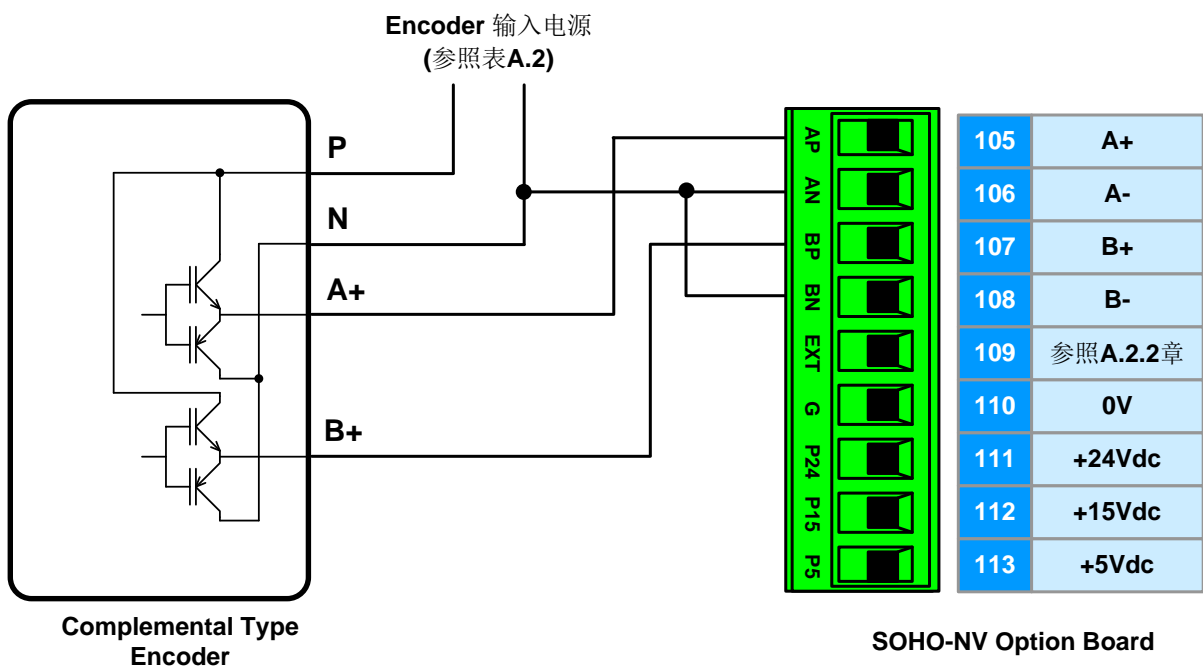 Encoder 输入电源
(参照表A.2)
P
N
A+
B+
Complemental Type
Encoder
AP
AN
BP
BN
EXT
G
P24
P15
P5
105 A+
106 A-
107 B+
108 B-
109 参照A.2.2章
110 0V
111 +24Vdc
112 +15Vdc
113 +5Vdc
SOHO-NV Option Board